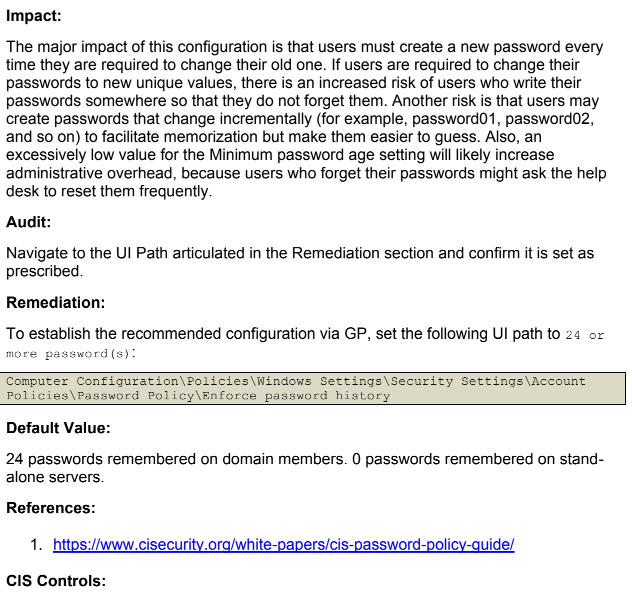 Impact:
The major impact of this configuration is that users must create a new password every
time they are required to change their old one. If users are required to change their
passwords to new unique values, there is an increased risk of users who write their
passwords somewhere so that they do not forget them. Another risk is that users may
create passwords that change incrementally (for example, password01, password02,
and so on) to facilitate memorization but make them easier to guess. Also, an
excessively low value for the Minimum password age setting will likely increase
administrative overhead, because users who forget their passwords might ask the help
desk to reset them frequently.
Audit:
Navigate to the UI Path articulated in the Remediation section and confirm it is set as
prescribed.
Remediation:
To establish the recommended configuration via GP, set the following UI path to 24 or
more password(s):
Computer Configuration\Policies\Windows Settings\Security Settings\Account
Policies\Password Policy\Enforce password history
Default Value:
24 passwords remembered on domain members. 0 passwords remembered on stand-
alone servers.
References:
1. https://www.cisecurity.org/white-papers/cis-password-policy-guide/
CIS Controls: